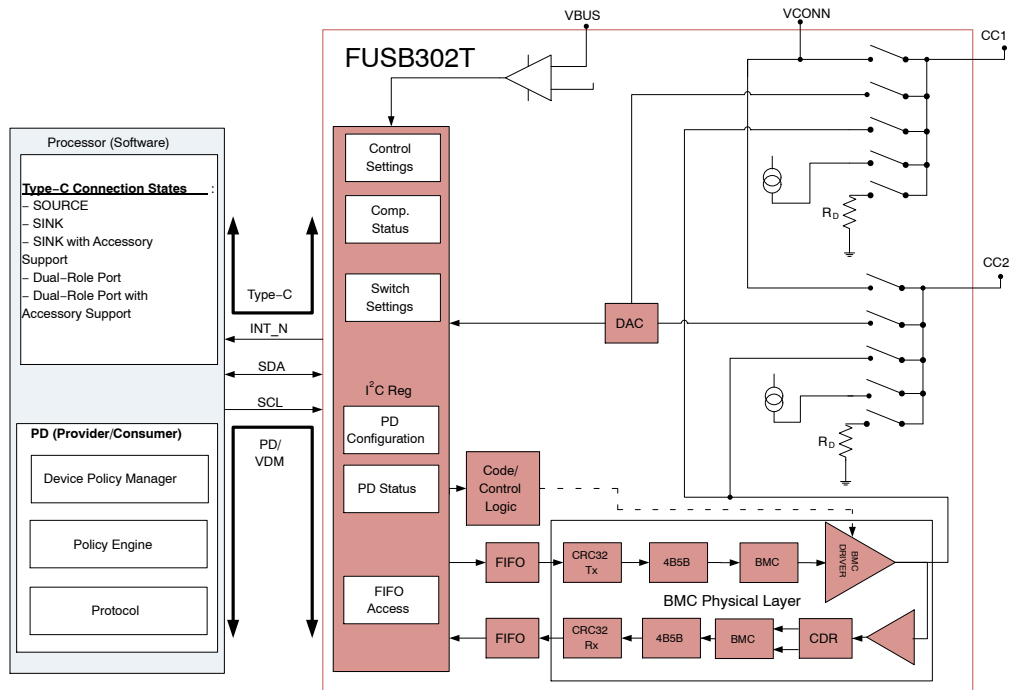 VBUS
VCONN
CC1
FUSB302T
Processor (Software)
Type−C Connection States :
− SOURCE
− SINK
− SINK with Accessory
Support
− Dual−Role Port
− Dual−Role Port with
Accessory Support
Type−C
INT_N
SDA
SCL
PD/
VDM
PD (Provider/Consumer)
Device Policy Manager
Policy Engine
Protocol
Control
Settings
Comp.
Status
Switch
Settings
I²C Reg
PD
Configuration
PD Status
FIFO
Access
Code/
Control
Logic
DAC
RD
CC2
RD
FIFO
CRC32
Tx
4B5B
BMC
BMC
DRIVER
BMC Physical Layer
FIFO
CRC32
Rx
4B5B
BMC
CDR